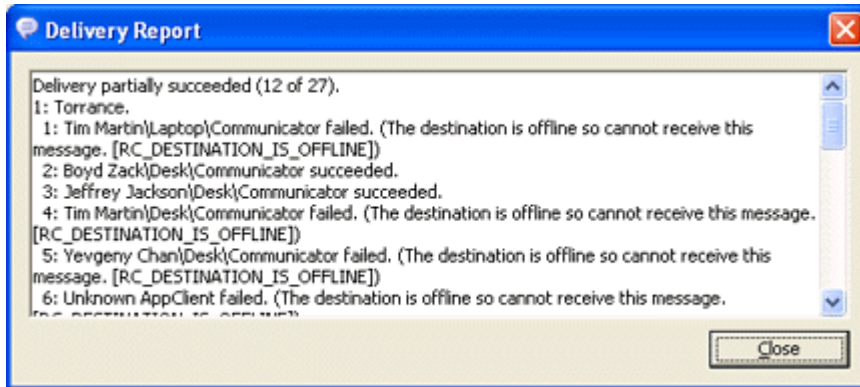 Delivery Report
Delivery partially succeeded (12 of 27).
1: Torrance.
1: Tim Martin\Laptop\Communicator failed. (The destination is offline so cannot receive this
message. [RC_DESTINATION_IS_OFFLINE])
2: Boyd Zack\Desk\Communicator succeeded.
3: Jeffrey Jackson\Desk\Communicator succeeded.
4: Tim Martin\Desk\Communicator failed. (The destination is offline so cannot receive this message.
[RC_DESTINATION_IS_OFFLINE])
5: Yevgeny Chan\Desk\Communicator failed. (The destination is offline so cannot receive this
message. [RC_DESTINATION_IS_OFFLINE])
6: Unknown AppClient failed. (The destination is offline so cannot receive this message.
Close